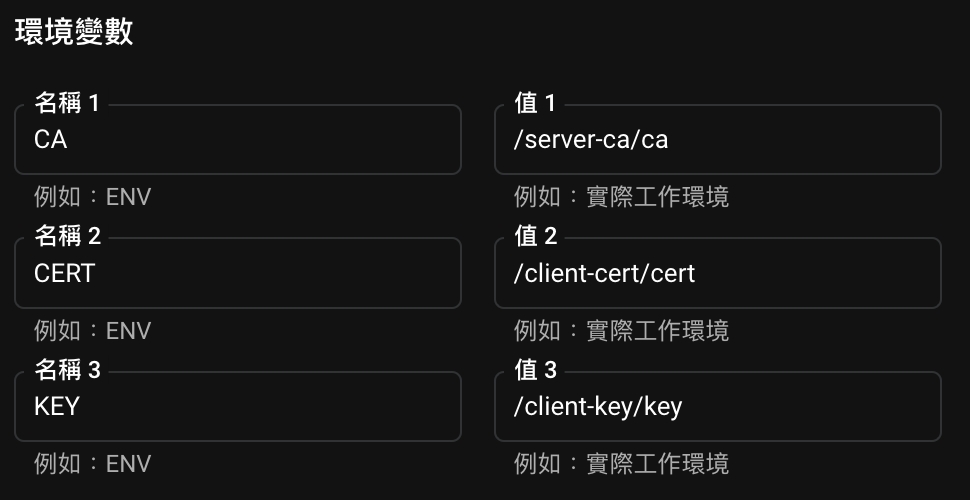 環境變數
名稱 1
值 1
CA
/server-ca/ca
例如：ENV
例如：實際工作環境
名稱 2
值 2
CERT
/client-cert/cert
例如：ENV
例如：實際工作環境
名稱 3
值 3
KEY
/client-key/key
例如：ENV
例如：實際工作環境